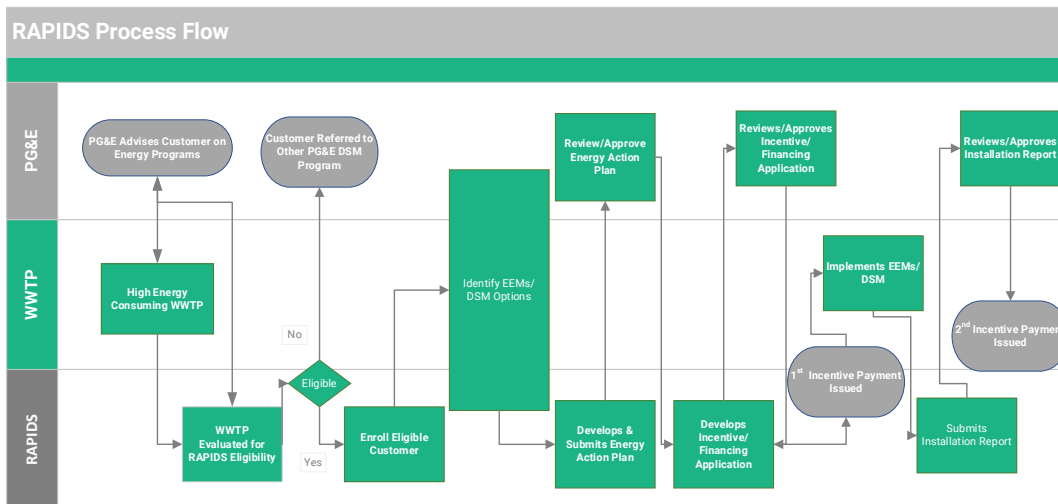 RAPIDS Process Flow
PG&E
PG&E Advises Customer on
Energy Programs
Customer Referred to
Other PG&E DSM
Program
Review/Approve
Energy Action
Plan
Reviews/Approves
Incentive/
Financing
Application
Reviews/Approves
Installation Report
WWTP
High Energy
Consuming WWTP
Identify EEMs/
DSM Options
Implements EEMs/
DSM
2nd Incentive Payment
Issued
No
RAPIDS
WWTP
Evaluated for
RAPIDS Eligibility
Eligible
Yes
Enroll Eligible
Customer
Develops &
Submits Energy
Action Plan
Develops
Incentive/
Financing
Application
1st Incentive Payment
Issued
Submits
Installation Report